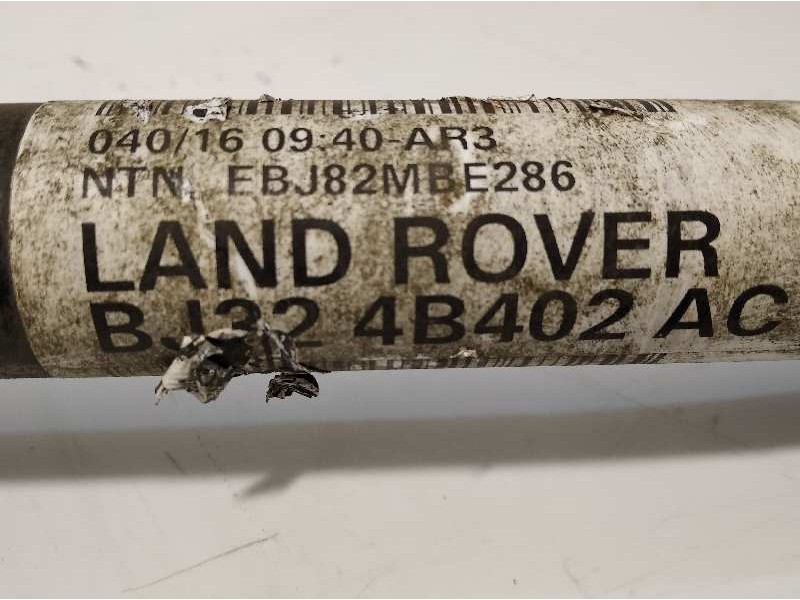 040/16 09:40-AR3
NTN EBJ82MBE286
LAND ROVER
BJ32 4B402 AC